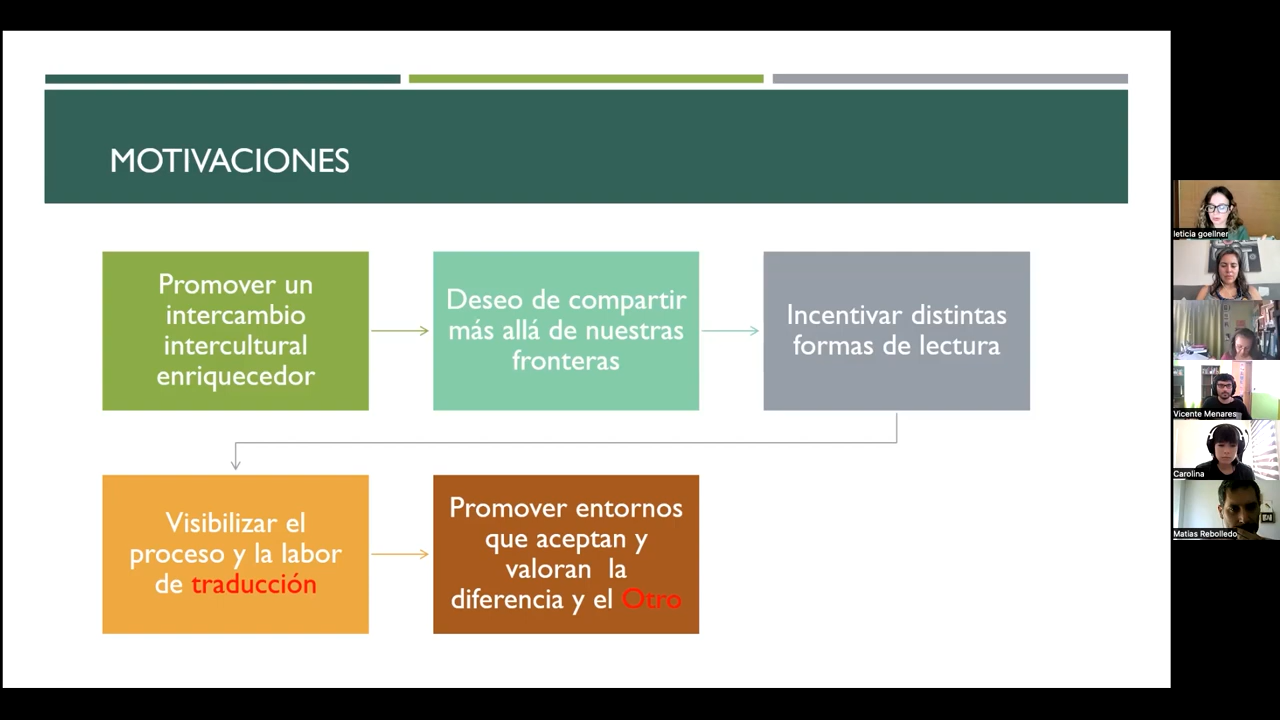 MOTIVACIONES
Promover un
intercambio
intercultural
enriquecedor
Deseo de compartir
más allá de nuestras
fronteras
Incentivar distintas
formas de lectura
Visibilizar el
proceso y la labor
de traducción
Promover entornos
que aceptan y
valoran la
diferencia y el Otro
leticia goellner
Vicente Menares
Carolina
Matías Rebolledo